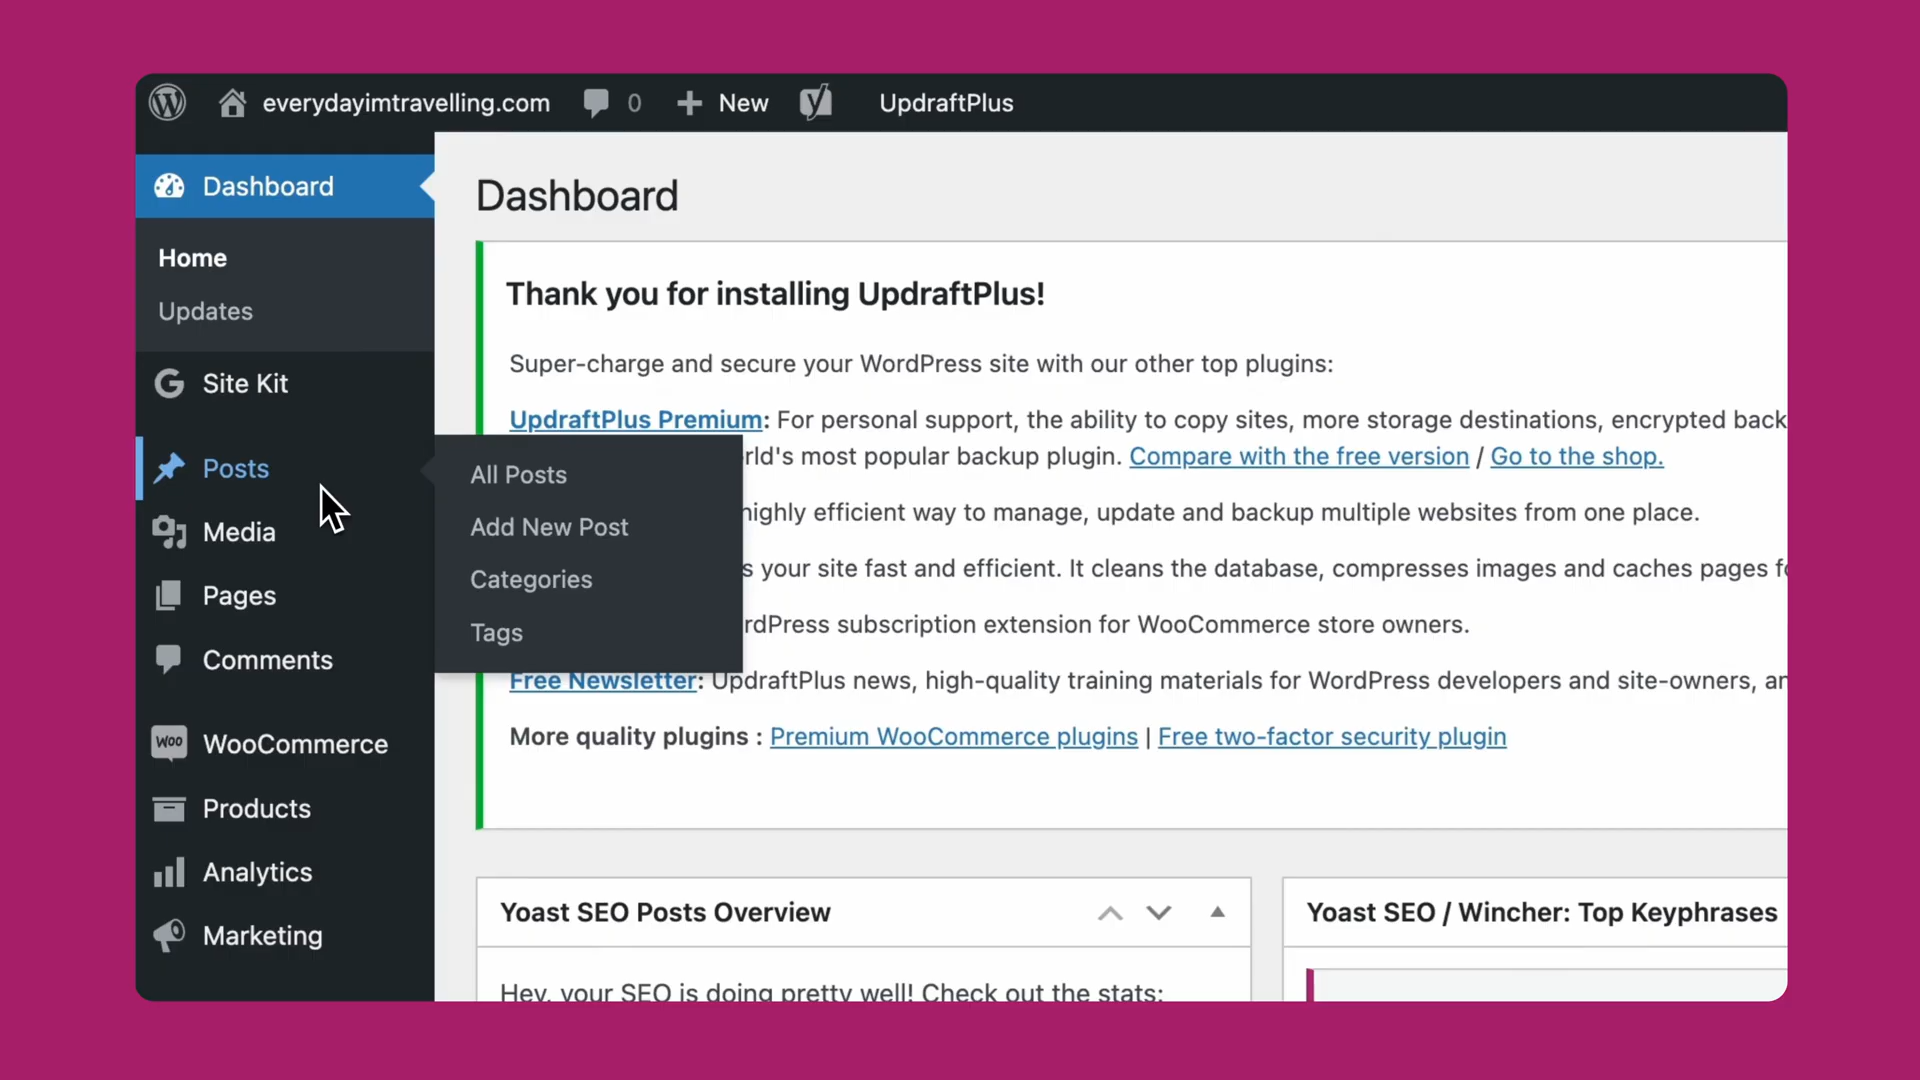 everydayimtravelling.com 0 New UpdraftPlus
Dashboard
Home
Updates
Site Kit
Posts
Media
Pages
Comments
WOO WooCommerce
Products
Analytics
Marketing
All Posts
Add New Post
Categories
Tags
Dashboard
Thank you for installing UpdraftPlus!
Super-charge and secure your WordPress site with our other top plugins:
UpdraftPlus Premium: For personal support, the ability to copy sites, more storage destinations, encrypted back
rld's most popular backup plugin. Compare with the free version / Go to the shop.
highly efficient way to manage, update and backup multiple websites from one place.
s your site fast and efficient. It cleans the database, compresses images and caches pages fo
rdPress subscription extension for WooCommerce store owners.
Free Newsletter: UpdraftPlus news, high-quality training materials for WordPress developers and site-owners, an
More quality plugins : Premium WooCommerce plugins | Free two-factor security plugin
Yoast SEO Posts Overview
Hey, your SEO is doing pretty well! Check out the stats:
Yoast SEO / Wincher: Top Keyphrases